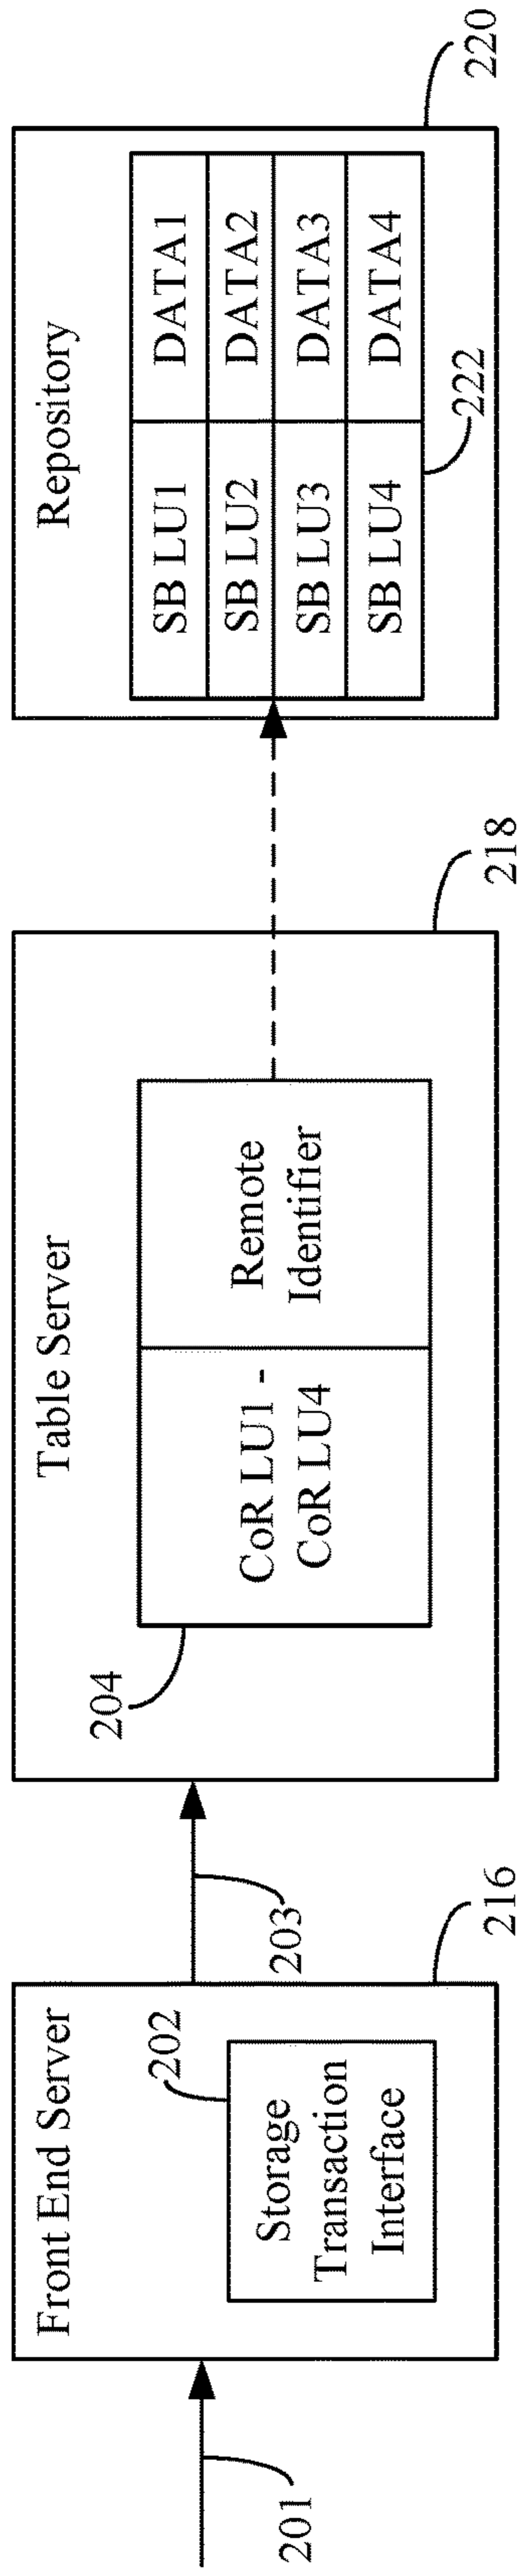 Front End Server
202
Storage
Transaction
Interface
201
216
203
Table Server
204
CoR LU1 -
CoR LU4
Remote
Identifier
218
Repository
SB LU1 DATA1
SB LU2 DATA2
SB LU3 DATA3
SB LU4 DATA4
222
220